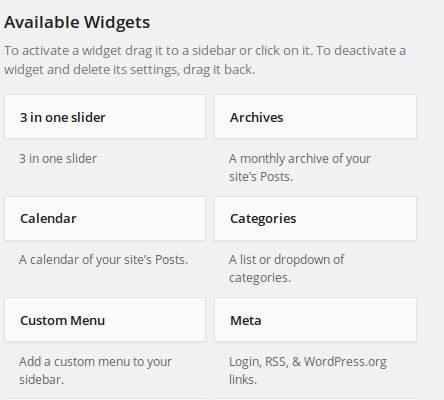 Available Widgets
To activate a widget drag it to a sidebar or click on it. To deactivate a
widget and delete its settings, drag it back.
3 in one slider
3 in one slider
Archives
A monthly archive of your
site's Posts.
Calendar
A calendar of your site's Posts.
Categories
A list or dropdown of
categories.
Custom Menu
Add a custom menu to your
sidebar.
Meta
Login, RSS, & WordPress.org
links.